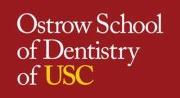 Ostrow School
of Dentistry
of USC